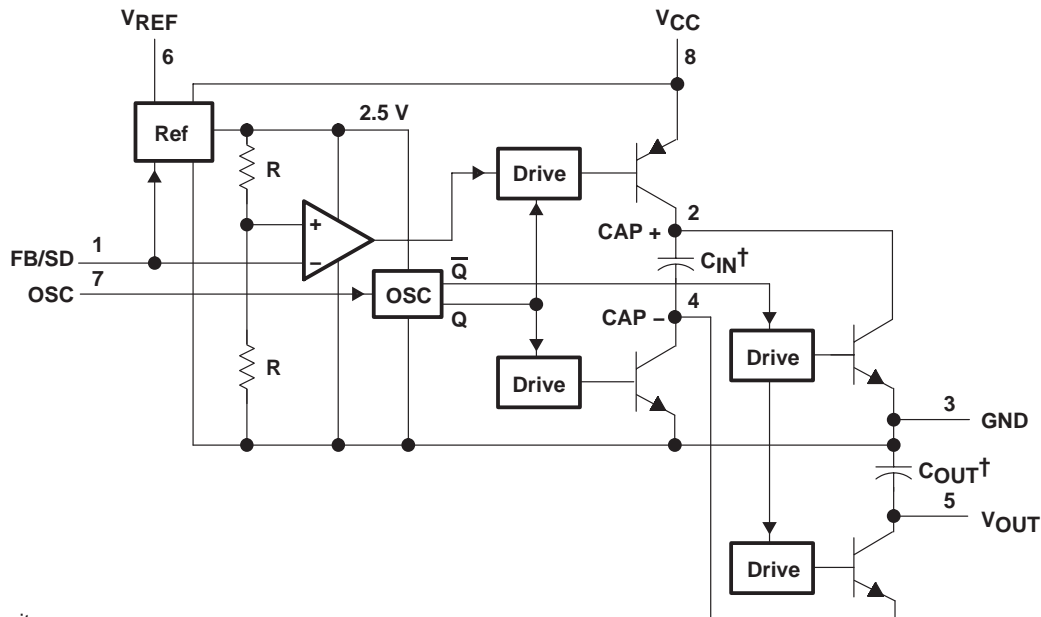 VREF
VCC
6
8
2.5 V
Ref
R
Drive
+
2
CAP +
CIN†
1
FB/SD
−
7
Q̅
OSC
OSC
4
Q
CAP −
R
Drive
Drive
3
GND
COUT†
5
VOUT
Drive